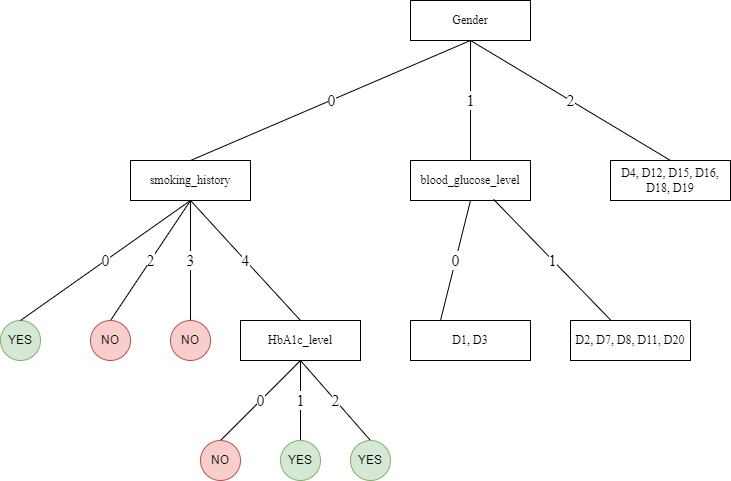 Gender
0
1
2
smoking_history
blood_glucose_level
D4, D12, D15, D16,
D18, D19
0
2
3
4
0
1
YES
NO
NO
HbA1c_level
D1, D3
D2, D7, D8, D11, D20
0
1
2
NO
YES
YES